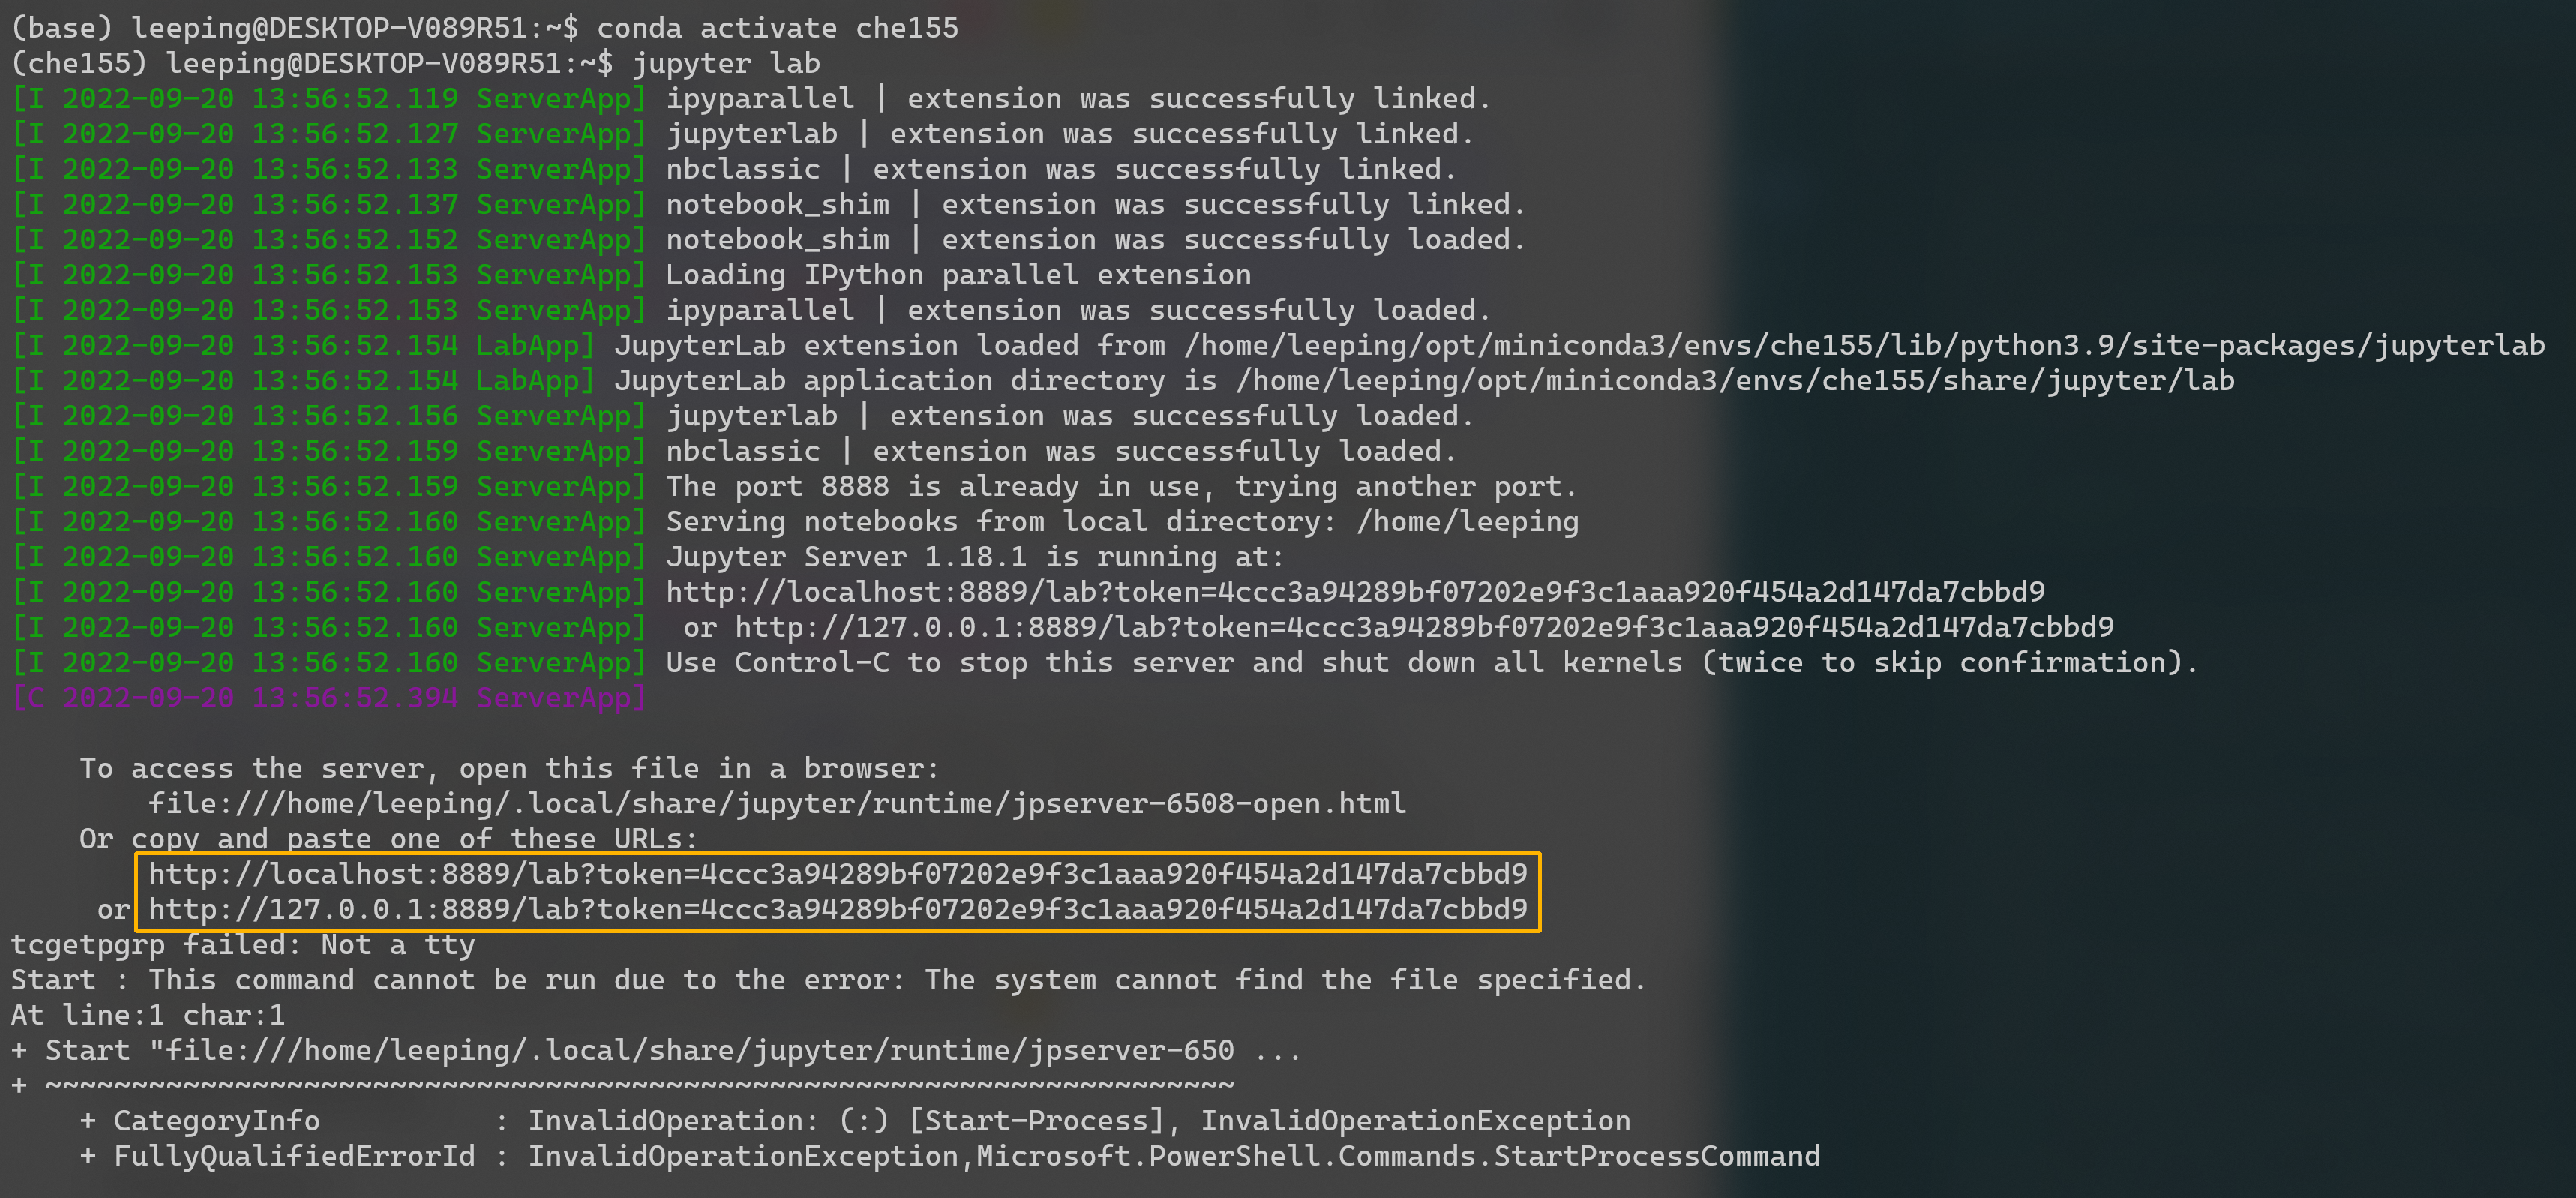 (base) leeping@DESKTOP-V089R51:~$ conda activate che155
(che155) leeping@DESKTOP-V089R51:~$ jupyter lab
[I 2022-09-20 13:56:52.119 ServerApp] ipyparallel | extension was successfully linked.
[I 2022-09-20 13:56:52.127 ServerApp] jupyterlab | extension was successfully linked.
[I 2022-09-20 13:56:52.133 ServerApp] nbclassic | extension was successfully linked.
[I 2022-09-20 13:56:52.137 ServerApp] notebook_shim | extension was successfully linked.
[I 2022-09-20 13:56:52.152 ServerApp] notebook_shim | extension was successfully loaded.
[I 2022-09-20 13:56:52.153 ServerApp] Loading IPython parallel extension
[I 2022-09-20 13:56:52.153 ServerApp] ipyparallel | extension was successfully loaded.
[I 2022-09-20 13:56:52.154 LabApp] JupyterLab extension loaded from /home/leeping/opt/miniconda3/envs/che155/lib/python3.9/site-packages/jupyterlab
[I 2022-09-20 13:56:52.154 LabApp] JupyterLab application directory is /home/leeping/opt/miniconda3/envs/che155/share/jupyter/lab
[I 2022-09-20 13:56:52.156 ServerApp] jupyterlab | extension was successfully loaded.
[I 2022-09-20 13:56:52.159 ServerApp] nbclassic | extension was successfully loaded.
[I 2022-09-20 13:56:52.159 ServerApp] The port 8888 is already in use, trying another port.
[I 2022-09-20 13:56:52.160 ServerApp] Serving notebooks from local directory: /home/leeping
[I 2022-09-20 13:56:52.160 ServerApp] Jupyter Server 1.18.1 is running at:
[I 2022-09-20 13:56:52.160 ServerApp] http://localhost:8889/lab?token=4ccc3a94289bf07202e9f3c1aaa920f454a2d147da7cbbd9
[I 2022-09-20 13:56:52.160 ServerApp]  or http://127.0.0.1:8889/lab?token=4ccc3a94289bf07202e9f3c1aaa920f454a2d147da7cbbd9
[I 2022-09-20 13:56:52.160 ServerApp] Use Control-C to stop this server and shut down all kernels (twice to skip confirmation).
[C 2022-09-20 13:56:52.394 ServerApp]
To access the server, open this file in a browser:
file:///home/leeping/.local/share/jupyter/runtime/jpserver-6508-open.html
Or copy and paste one of these URLs:
http://localhost:8889/lab?token=4ccc3a94289bf07202e9f3c1aaa920f454a2d147da7cbbd9
or http://127.0.0.1:8889/lab?token=4ccc3a94289bf07202e9f3c1aaa920f454a2d147da7cbbd9
tcgetpgrp failed: Not a tty
Start : This command cannot be run due to the error: The system cannot find the file specified.
At line:1 char:1
+ Start "file:///home/leeping/.local/share/jupyter/runtime/jpserver-650 ...
+ ~~~~~~~~~~~~~~~~~~~~~~~~~~~~~~~~~~~~~~~~~~~~~~~~~~~~~~~~~~~~~~~~~~~~~
+ CategoryInfo          : InvalidOperation: (:) [Start-Process], InvalidOperationException
+ FullyQualifiedErrorId : InvalidOperationException,Microsoft.PowerShell.Commands.StartProcessCommand